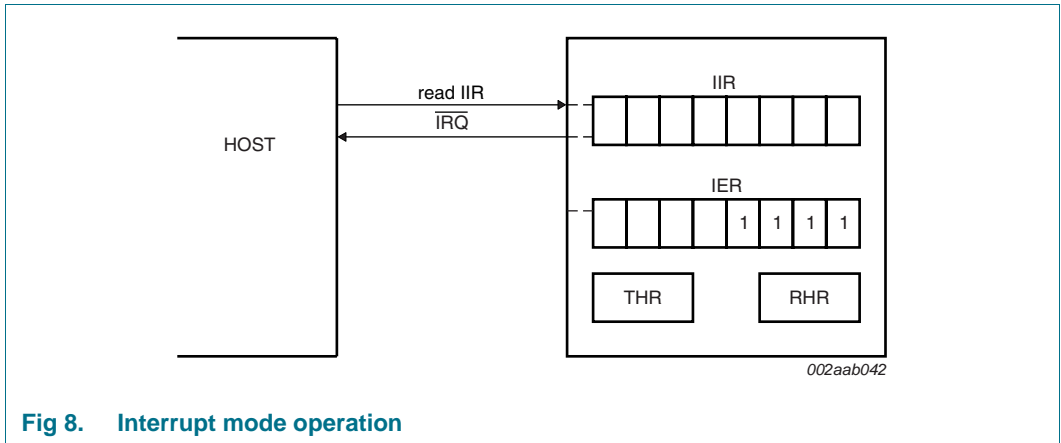 read IIR
IRQ
HOST
IIR
IER
1 1 1 1
THR
RHR
002aab042
Fig 8. Interrupt mode operation